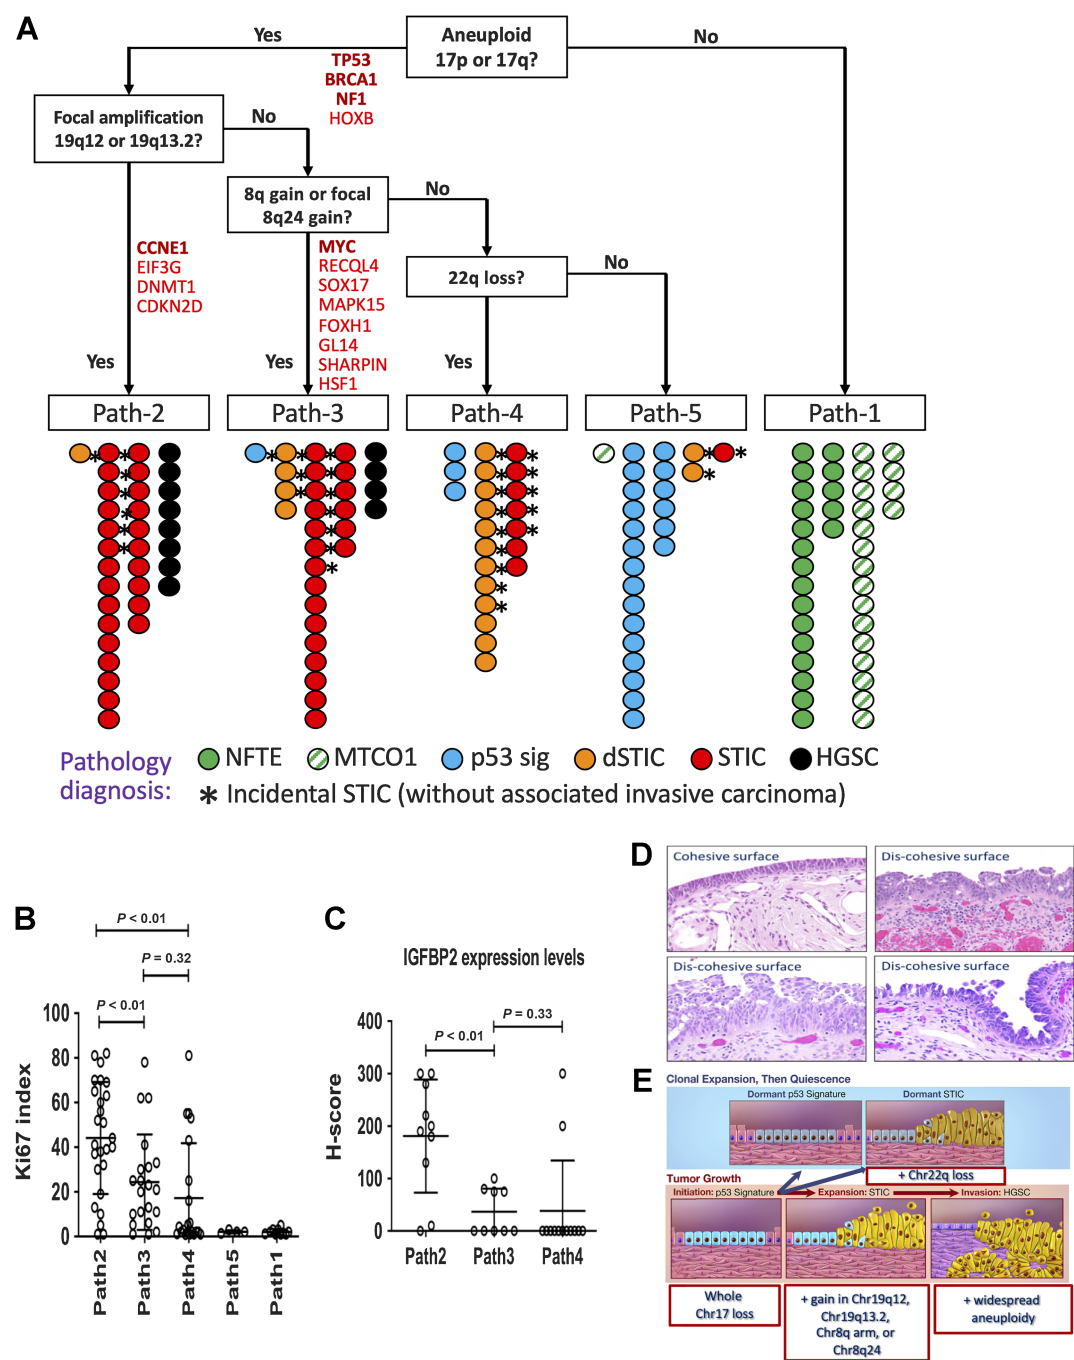 A
Aneuploid
17p or 17q?
Yes
No
TP53
BRCA1
NF1
HOXB
Focal amplification
19q12 or 19q13.2?
No
8q gain or focal
8q24 gain?
No
22q loss?
No
CCNE1
EIF3G
DNMT1
CDKN2D
MYC
RECQL4
SOX17
MAPK15
FOXH1
GL14
SHARPIN
HSF1
Yes
Yes
Yes
Path-2
Path-3
Path-4
Path-5
Path-1
Pathology
diagnosis:
NFTE
MTCO1
p53 sig
dSTIC
STIC
HGSC
* Incidental STIC (without associated invasive carcinoma)
B
P < 0.01
P = 0.32
P < 0.01
Ki67 index
100
80
60
40
20
0
Path2
Path3
Path4
Path5
Path1
C
IGFBP2 expression levels
P = 0.33
P < 0.01
H-score
400
300
200
100
0
Path2
Path3
Path4
D
Cohesive surface
Dis-cohesive surface
Dis-cohesive surface
Dis-cohesive surface
E
Clonal Expansion, Then Quiescence
Dormant p53 Signature
Dormant STIC
+ Chr22q loss
Tumor Growth
Initiation: p53 Signature
Expansion: STIC
Invasion: HGSC
Whole
Chr17 loss
+ gain in Chr19q12,
Chr19q13.2,
Chr8q arm, or
Chr8q24
+ widespread
aneuploidy